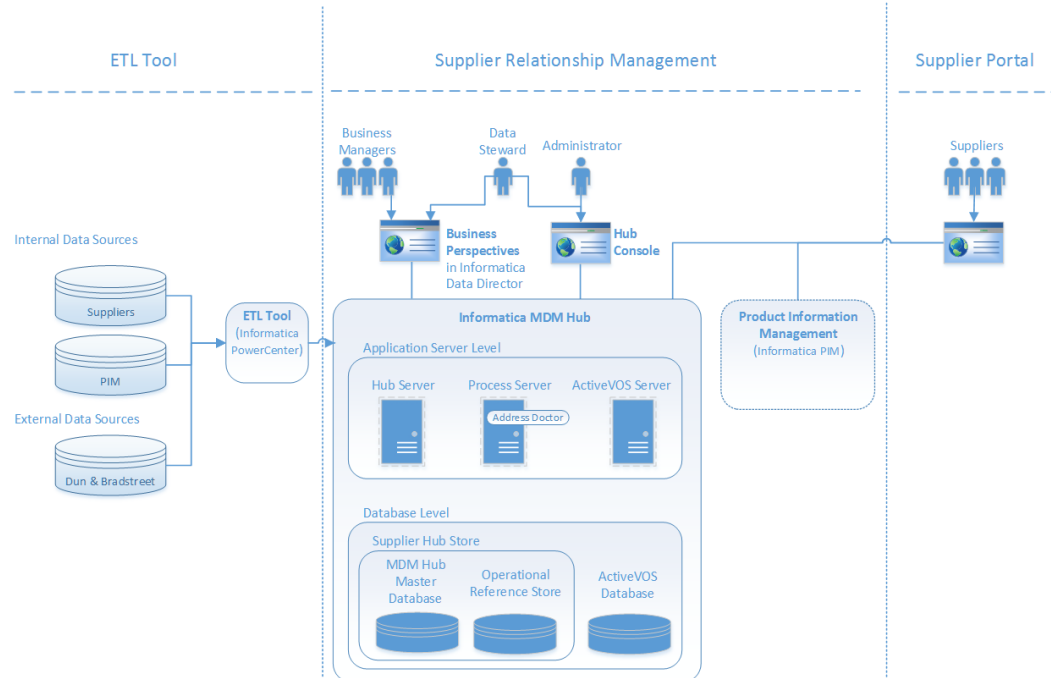 ETL Tool
Supplier Relationship Management
Supplier Portal
Business
Managers
Data
Steward
Administrator
Suppliers
Internal Data Sources
Business
Perspectives
in Informatica
Data Director
Hub
Console
Suppliers
PIM
External Data Sources
Dun & Bradstreet
ETL Tool
(Informatica
PowerCenter)
Informatica MDM Hub
Application Server Level
Hub Server
Process Server
ActiveVOS Server
Address Doctor
Database Level
Supplier Hub Store
MDM Hub
Master
Database
Operational
Reference Store
ActiveVOS
Database
Product Information
Management
(Informatica PIM)